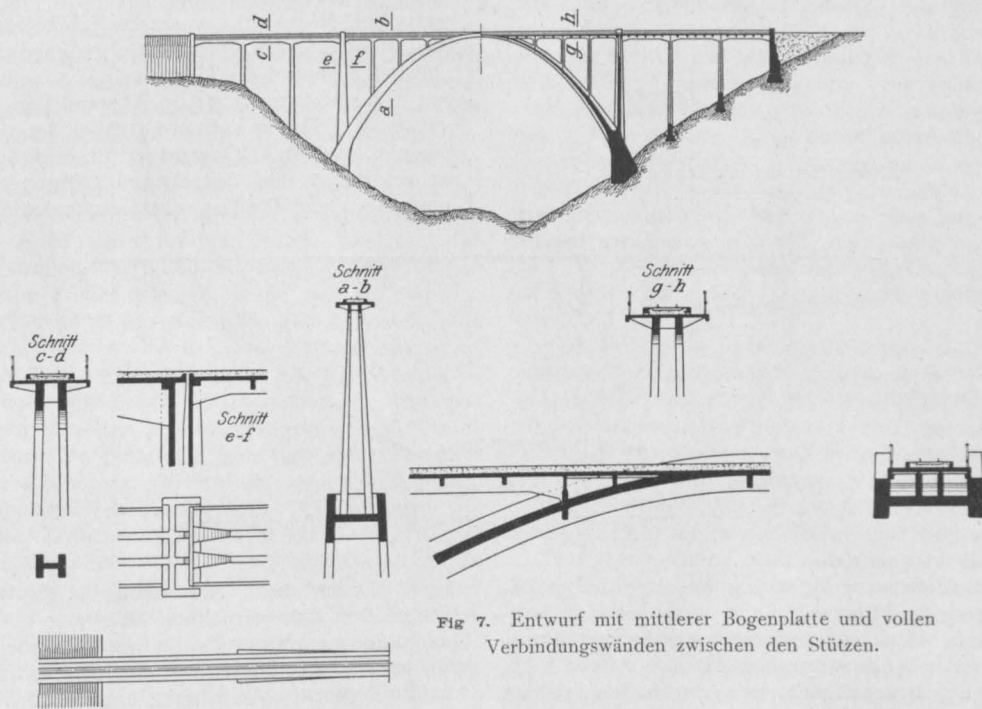 d
b
h
c
e
f
g
a
Schnitt
a-b
Schnitt
g-h
Schnitt
c-d
Schnitt
e-f
Fig 7. Entwurf mit mittlerer Bogenplatte und vollen
Verbindungswänden zwischen den Stützen.